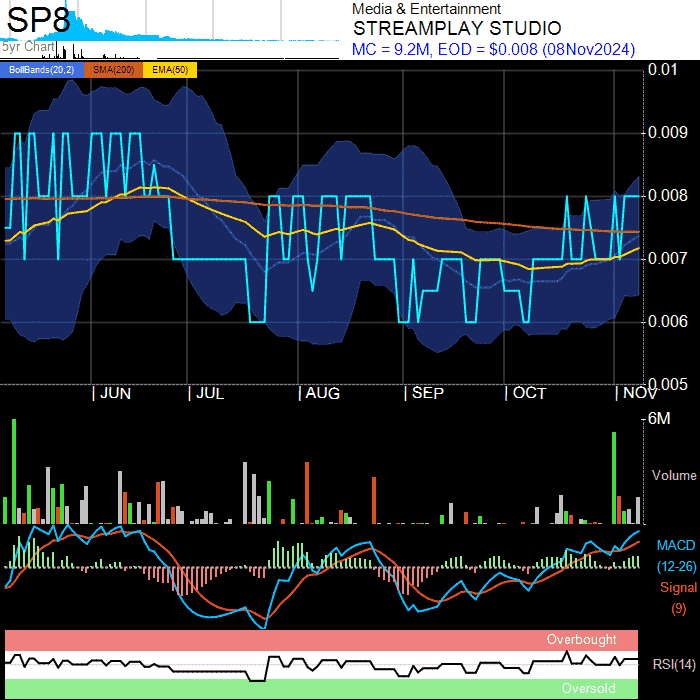 SP8
5yr Chart
Media & Entertainment
STREAMPLAY STUDIO
MC = 9.2M, EOD = $0.008 (08Nov2024)
BollBands(20,2) SMA(200) EMA(50)
0.01
0.009
0.008
0.007
0.006
0.005
| JUN | JUL | AUG | SEP | OCT | NOV
6M
Volume
MACD
(12-26)
Signal
(9)
Overbought
RSI(14)
Oversold